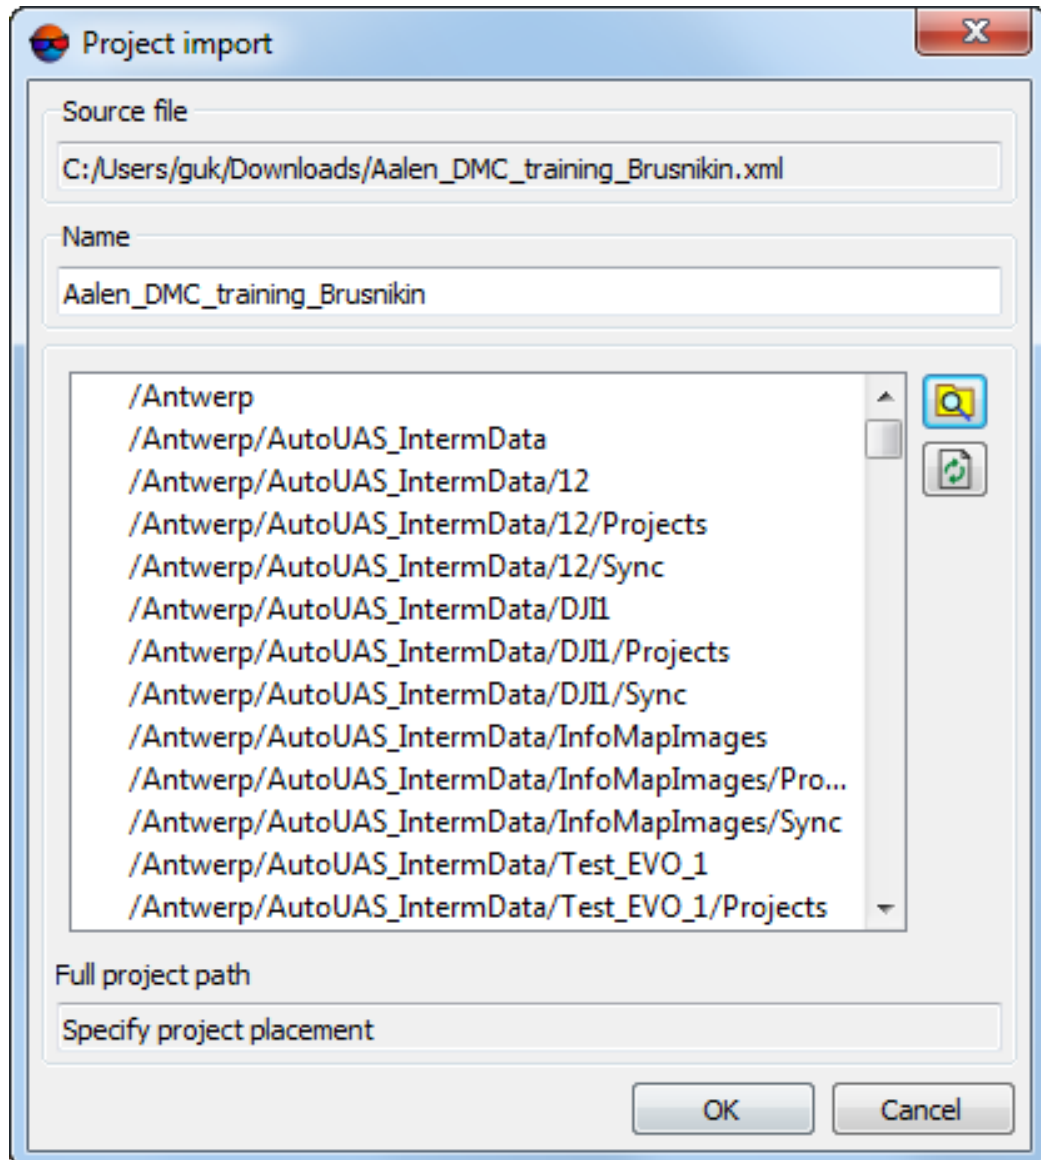 Project import
Source file
C:/Users/guk/Downloads/Aalen_DMC_training_Brusnikin.xml
Name
Aalen_DMC_training_Brusnikin
/Antwerp
/Antwerp/AutoUAS_IntermData
/Antwerp/AutoUAS_IntermData/12
/Antwerp/AutoUAS_IntermData/12/Projects
/Antwerp/AutoUAS_IntermData/12/Sync
/Antwerp/AutoUAS_IntermData/DJI1
/Antwerp/AutoUAS_IntermData/DJI1/Projects
/Antwerp/AutoUAS_IntermData/DJI1/Sync
/Antwerp/AutoUAS_IntermData/InfoMapImages
/Antwerp/AutoUAS_IntermData/InfoMapImages/Pro...
/Antwerp/AutoUAS_IntermData/InfoMapImages/Sync
/Antwerp/AutoUAS_IntermData/Test_EVO_1
/Antwerp/AutoUAS_IntermData/Test_EVO_1/Projects
Full project path
Specify project placement
OK Cancel